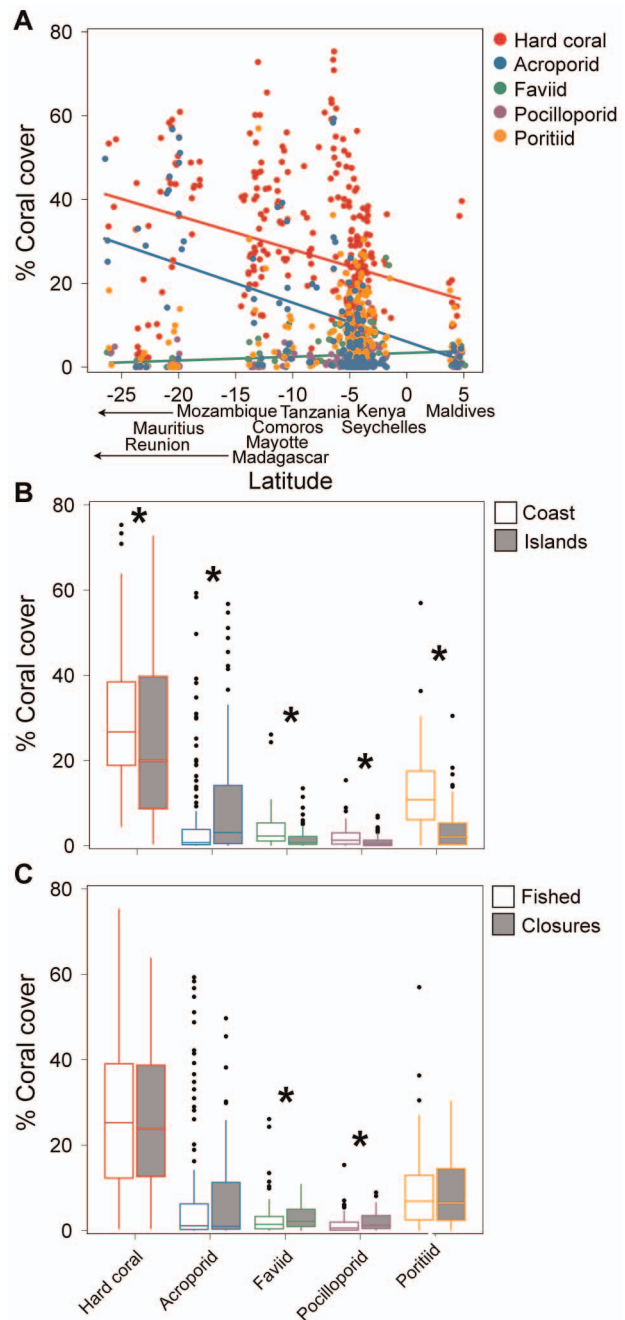 A
80
60
40
20
0
% Coral cover
Hard coral
Acroporid
Faviid
Pocilloporid
Poritiid
-25 -20 -15 -10 -5 0 5
Mozambique Tanzania Kenya Maldives
Mauritius Comoros Seychelles
Reunion Mayotte
Madagascar
Latitude
B
80
60
40
20
0
% Coral cover
* * * * *
Coast
Islands
C
80
60
40
20
0
% Coral cover
* *
Fished
Closures
Hard coral
Acroporid
Faviid
Pocilloporid
Poritiid